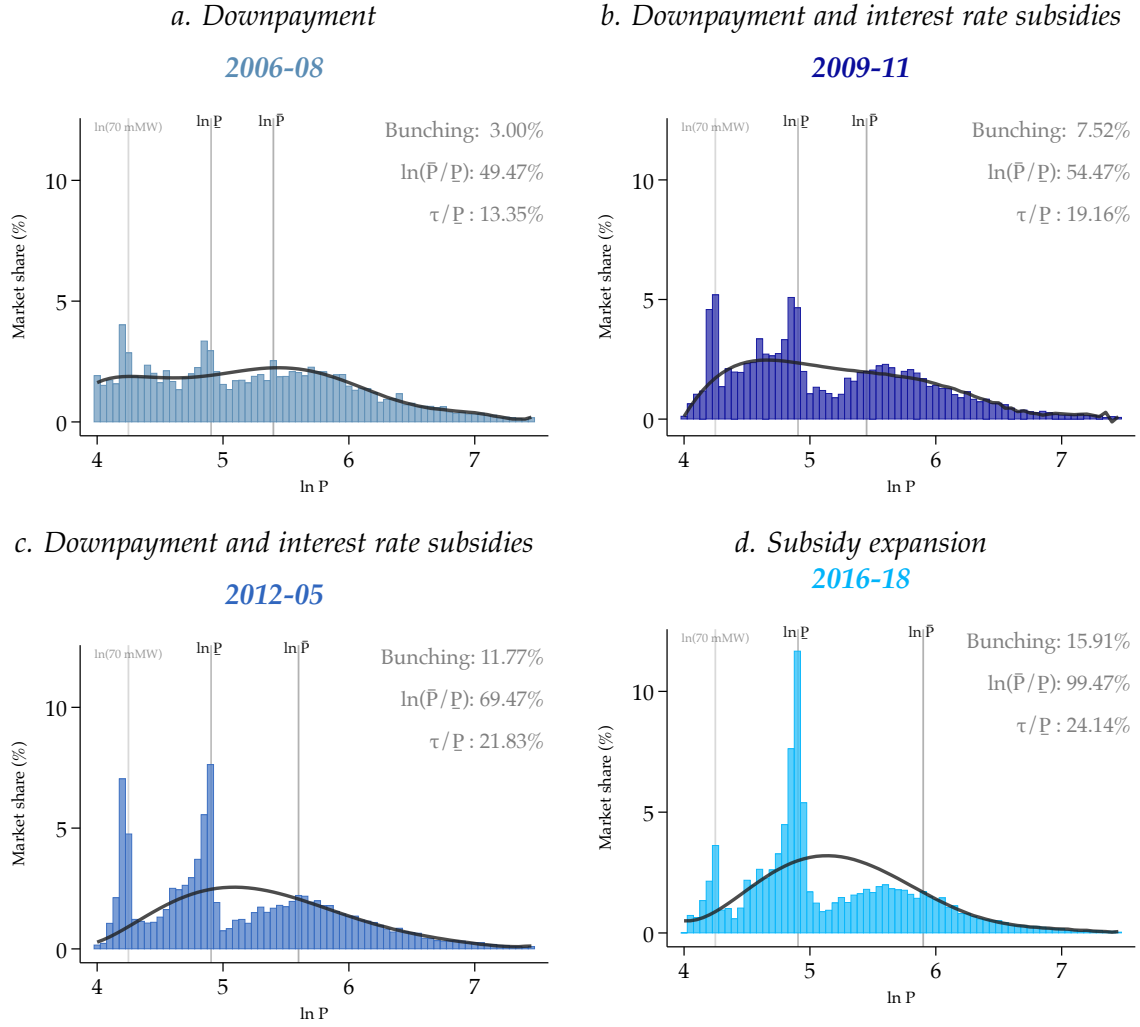 a. Downpayment
2006-08
ln(70 mMW)
ln P̲
ln P̄
Bunching: 3.00%
ln(P̄/P̲): 49.47%
τ/P̲ : 13.35%
Market share (%)
10
5
0
4 5 6 7
ln P
b. Downpayment and interest rate subsidies
2009-11
ln(70 mMW)
ln P̲
ln P̄
Bunching: 7.52%
ln(P̄/P̲): 54.47%
τ/P̲ : 19.16%
Market share (%)
10
5
0
4 5 6 7
ln P
c. Downpayment and interest rate subsidies
2012-05
ln(70 mMW)
ln P̲
ln P̄
Bunching: 11.77%
ln(P̄/P̲): 69.47%
τ/P̲ : 21.83%
Market share (%)
10
5
0
4 5 6 7
ln P
d. Subsidy expansion
2016-18
ln(70 mMW)
ln P̲
ln P̄
Bunching: 15.91%
ln(P̄/P̲): 99.47%
τ/P̲ : 24.14%
Market share (%)
10
5
0
4 5 6 7
ln P